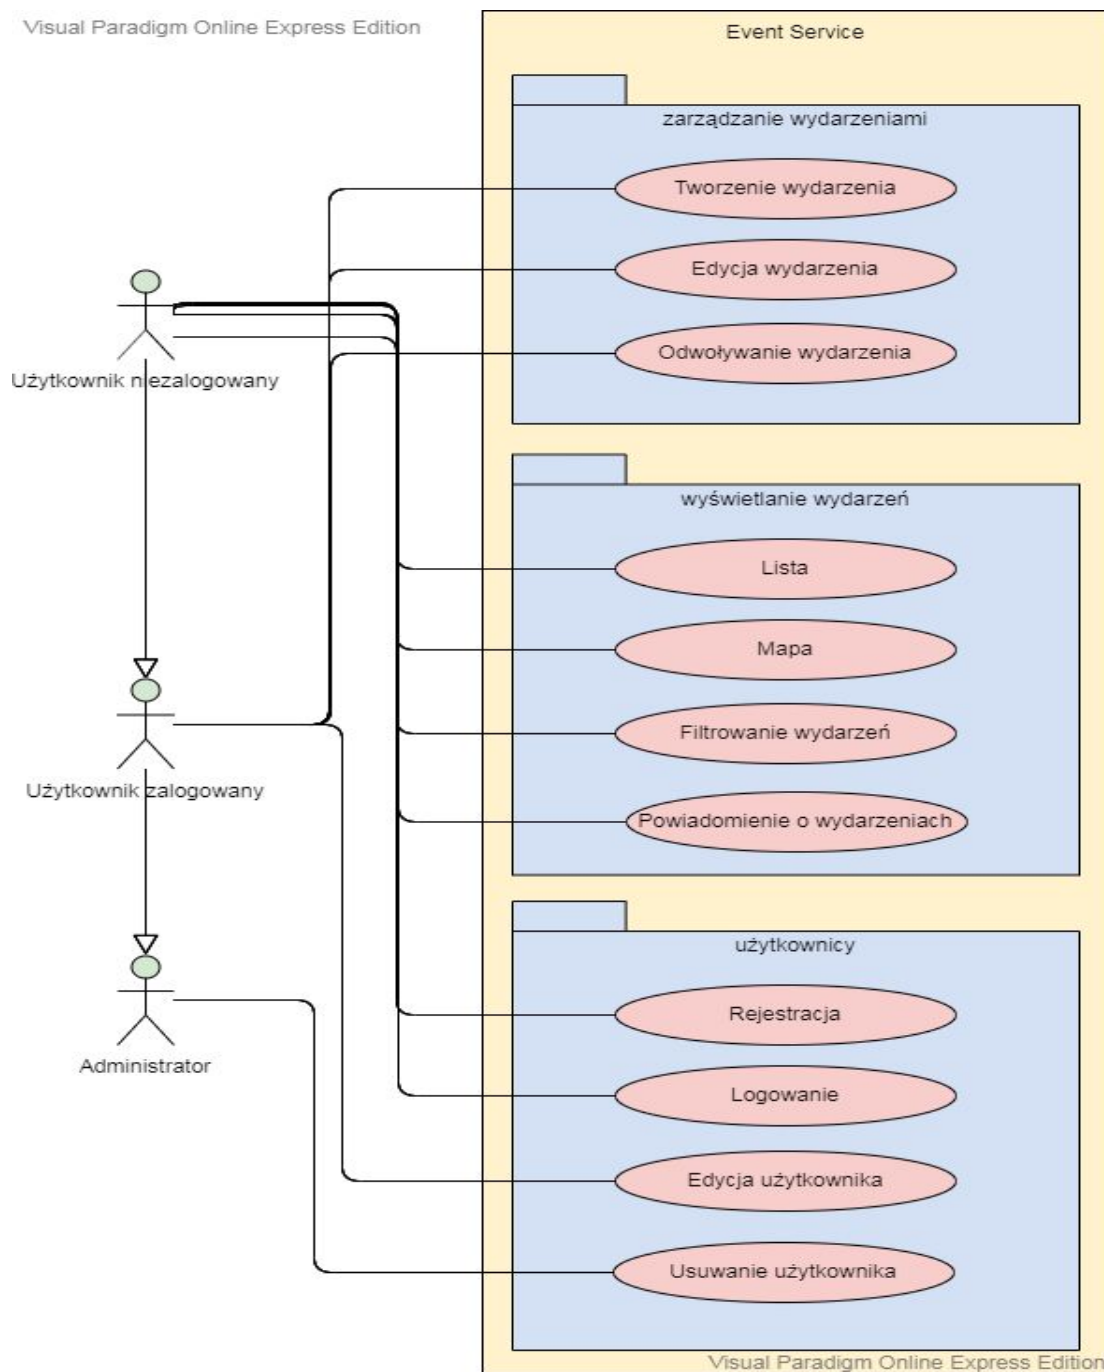 Visual Paradigm Online Express Edition
Event Service
zarządzanie wydarzeniami
Tworzenie wydarzenia
Edycja wydarzenia
Odwoływanie wydarzenia
Użytkownik niezalogowany
wyświetlanie wydarzeń
Lista
Mapa
Filtrowanie wydarzeń
Użytkownik zalogowany
Powiadomienie o wydarzeniach
użytkownicy
Rejestracja
Administrator
Logowanie
Edycja użytkownika
Usuwanie użytkownika
Visual Paradigm Online Express Edition